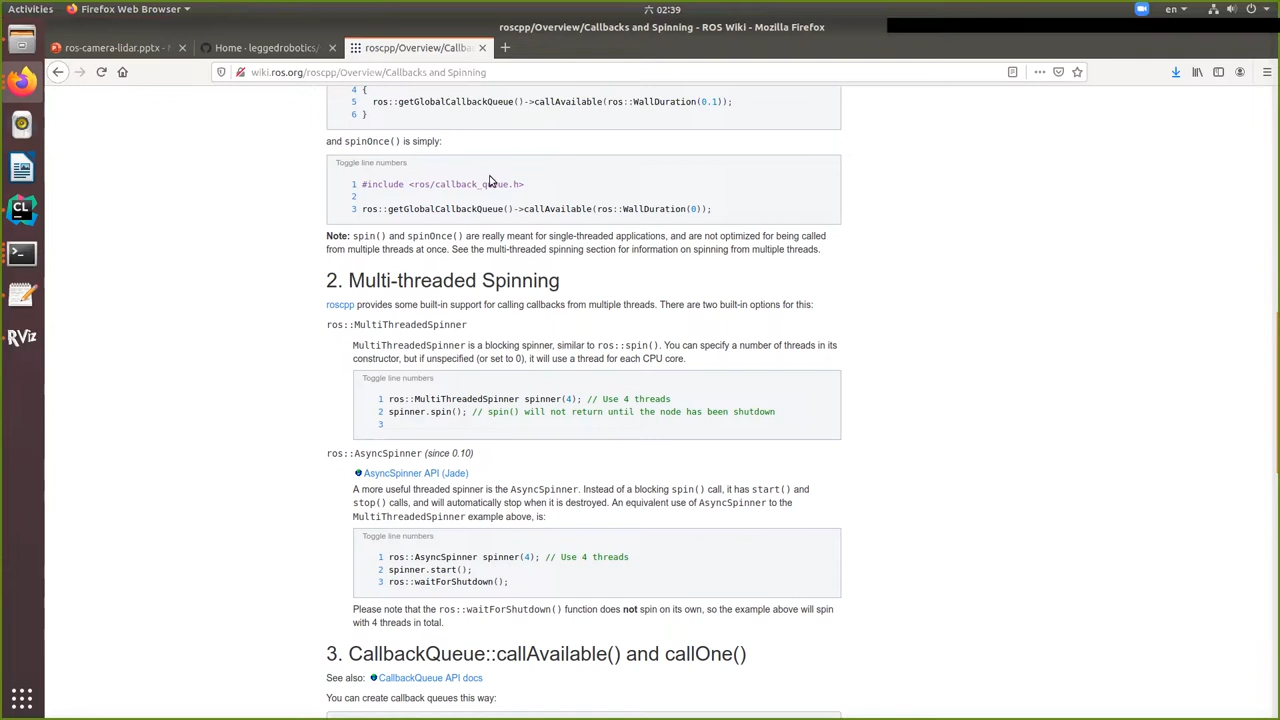 Activities
Firefox Web Browser
六 02:39
en
roscpp/Overview/Callbacks and Spinning - ROS Wiki - Mozilla Firefox
ros-camera-lidar.pptx -
Home · leggedrobotics/
roscpp/Overview/Callba
wiki.ros.org/roscpp/Overview/Callbacks and Spinning
4 {
5 ros::getGlobalCallbackQueue()->callAvailable(ros::WallDuration(0.1));
6 }
and spinOnce() is simply:
Toggle line numbers
1 #include <ros/callback_queue.h>
2
3 ros::getGlobalCallbackQueue()->callAvailable(ros::WallDuration(0));
Note: spin() and spinOnce() are really meant for single-threaded applications, and are not optimized for being called
from multiple threads at once. See the multi-threaded spinning section for information on spinning from multiple threads.
2. Multi-threaded Spinning
roscpp provides some built-in support for calling callbacks from multiple threads. There are two built-in options for this:
ros::MultiThreadedSpinner
MultiThreadedSpinner is a blocking spinner, similar to ros::spin(). You can specify a number of threads in its
constructor, but if unspecified (or set to 0), it will use a thread for each CPU core.
Toggle line numbers
1 ros::MultiThreadedSpinner spinner(4); // Use 4 threads
2 spinner.spin(); // spin() will not return until the node has been shutdown
3
ros::AsyncSpinner (since 0.10)
AsyncSpinner API (Jade)
A more useful threaded spinner is the AsyncSpinner. Instead of a blocking spin() call, it has start() and
stop() calls, and will automatically stop when it is destroyed. An equivalent use of AsyncSpinner to the
MultiThreadedSpinner example above, is:
Toggle line numbers
1 ros::AsyncSpinner spinner(4); // Use 4 threads
2 spinner.start();
3 ros::waitForShutdown();
Please note that the ros::waitForShutdown() function does not spin on its own, so the example above will spin
with 4 threads in total.
3. CallbackQueue::callAvailable() and callOne()
See also: CallbackQueue API docs
You can create callback queues this way:
CL
RViz